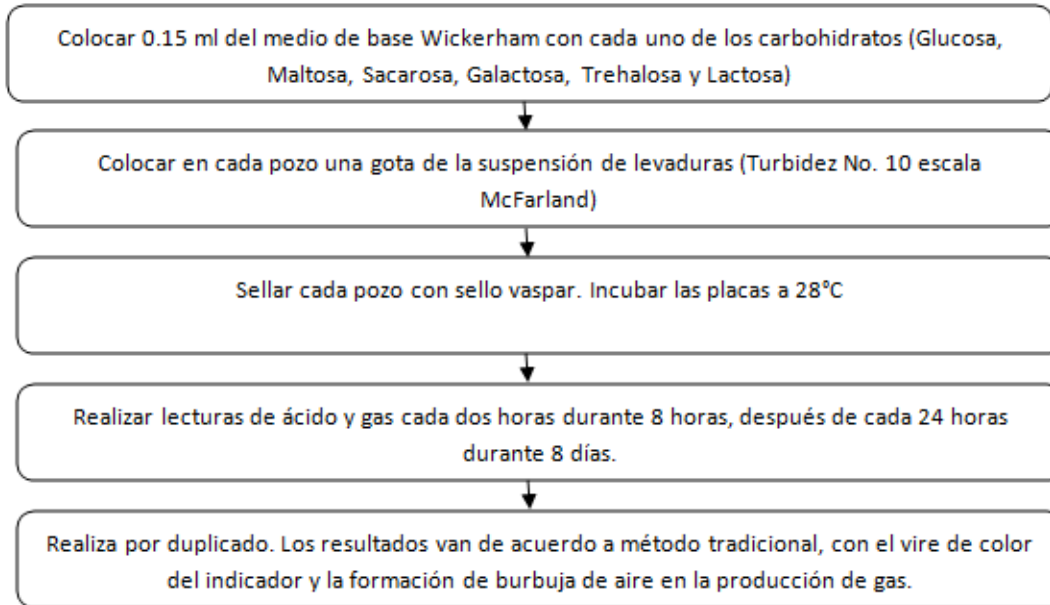 Colocar 0.15 ml del medio de base Wickerham con cada uno de los carbohidratos (Glucosa,
Maltosa, Sacarosa, Galactosa, Trehalosa y Lactosa)
Colocar en cada pozo una gota de la suspensión de levaduras (Turbidez No. 10 escala
McFarland)
Sellar cada pozo con sello vaspar. Incubar las placas a 28°C
Realizar lecturas de ácido y gas cada dos horas durante 8 horas, después de cada 24 horas
durante 8 días.
Realiza por duplicado. Los resultados van de acuerdo a método tradicional, con el vire de color
del indicador y la formación de burbuja de aire en la producción de gas.